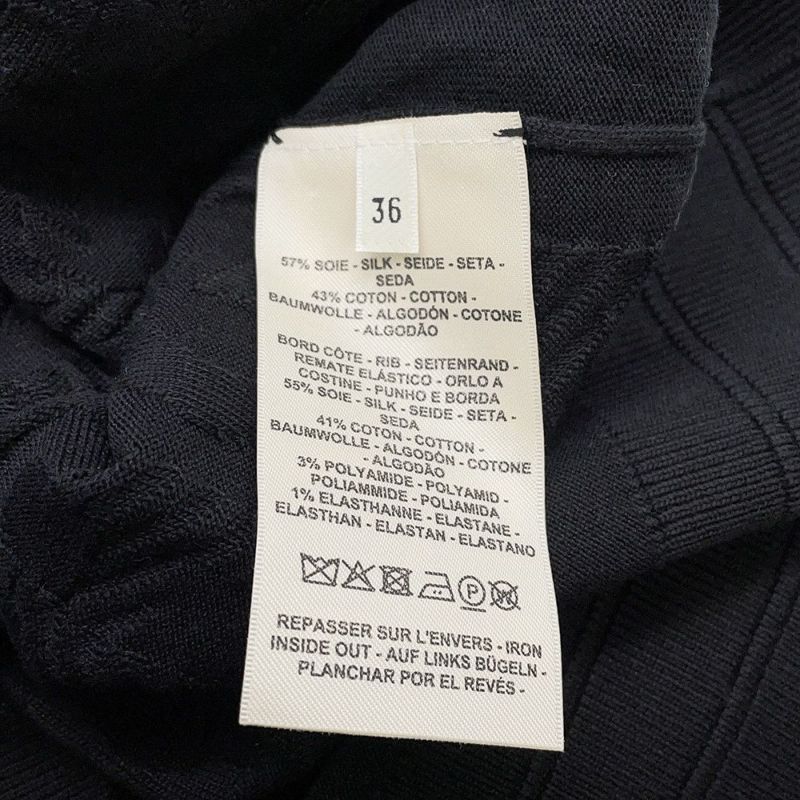 36
57% SOIE - SILK - SEIDE - SETA -
SEDA
43% COTON - COTTON -
BAUMWOLLE - ALGODÓN - COTONE
- ALGODÃO
BORD CÔTE - RIB - SEITENRAND -
REMATE ELÁSTICO - ORLO A
COSTINE - PUNHO E BORDA
55% SOIE - SILK - SEIDE - SETA -
SEDA
41% COTON - COTTON -
BAUMWOLLE - ALGODÓN - COTONE
- ALGODÃO
3% POLYAMIDE - POLYAMID -
POLIAMMIDE - POLIAMIDA
1% ELASTHANNE - ELASTANE -
ELASTHAN - ELASTAN - ELASTANO
P W
REPASSER SUR L'ENVERS - IRON
INSIDE OUT - AUF LINKS BÜGELN -
PLANCHAR POR EL REVÉS -